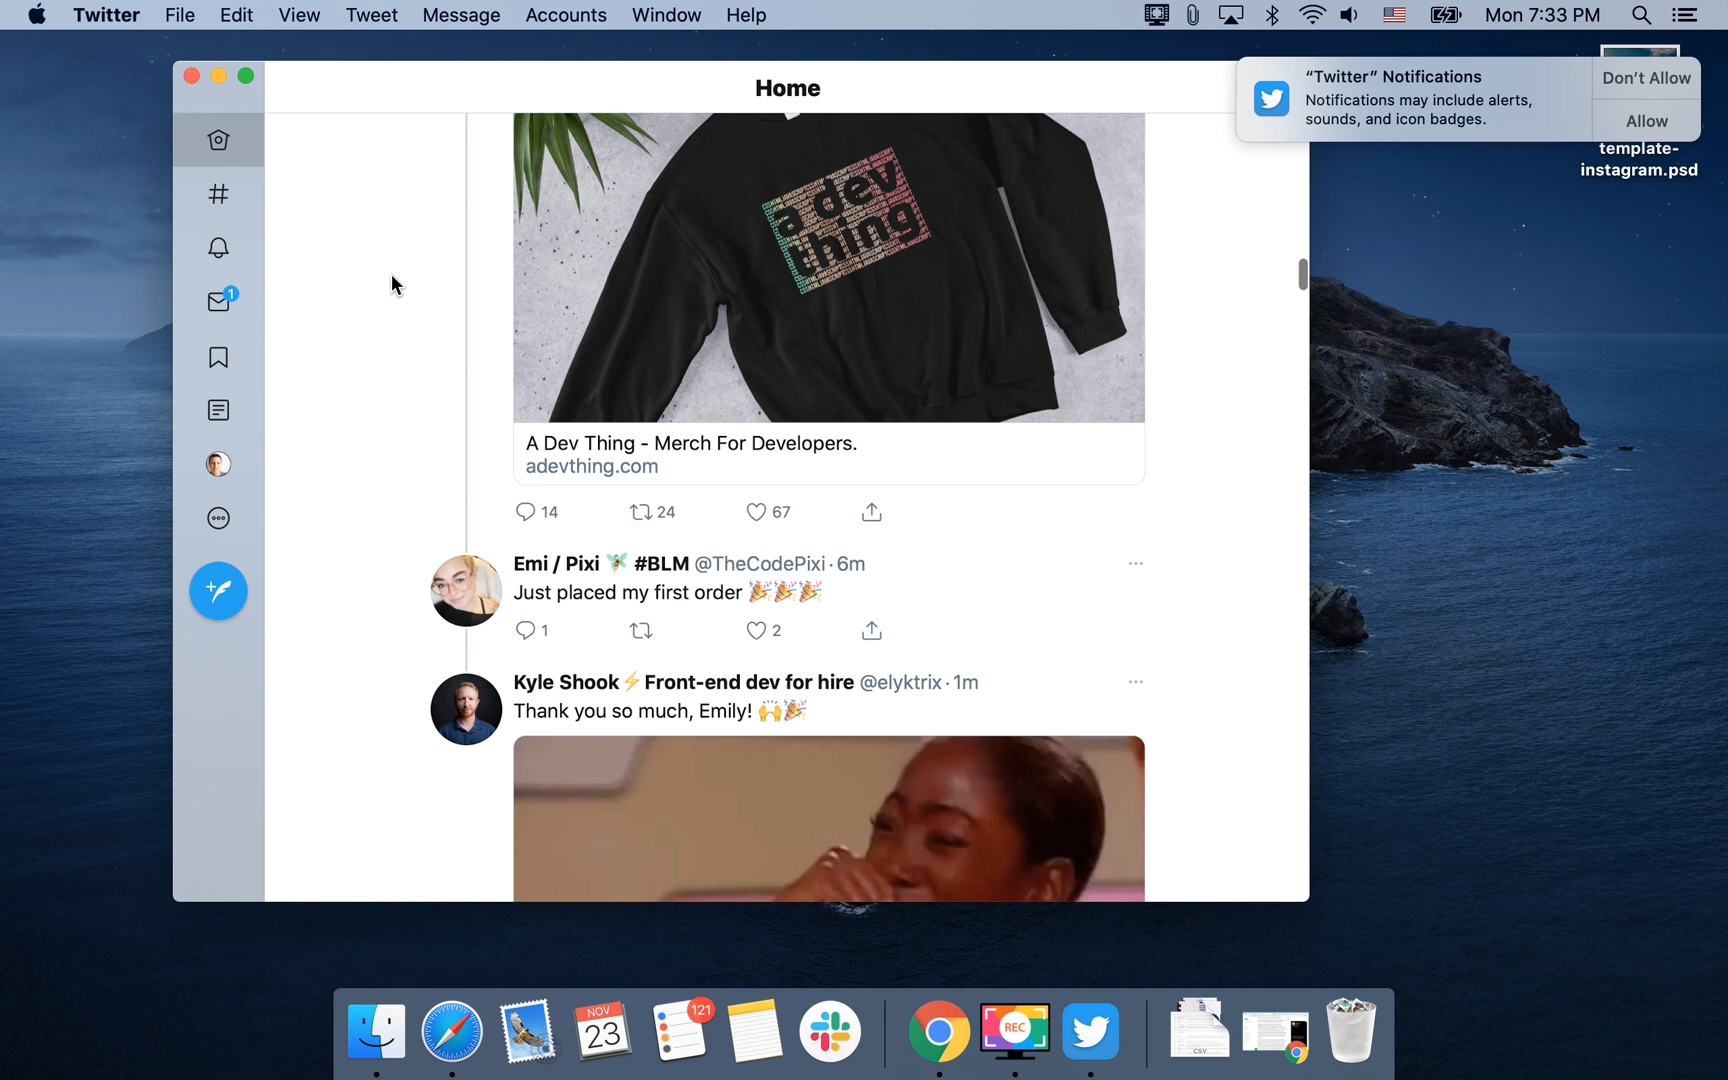 Twitter File Edit View Tweet Message Accounts Window Help Mon 7:33 PM
Home
“Twitter” Notifications
Notifications may include alerts,
sounds, and icon badges.
Don’t Allow
Allow
template-
instagram.psd
1
a dev
thing
A Dev Thing - Merch For Developers.
adevthing.com
14 24 67
Emi / Pixi 🧚 #BLM @TheCodePixi · 6m
Just placed my first order 🎉🎉🎉
1 2
Kyle Shook⚡Front-end dev for hire @elyktrix · 1m
Thank you so much, Emily! 🙌🎉
NOV
23
121
REC
CSV